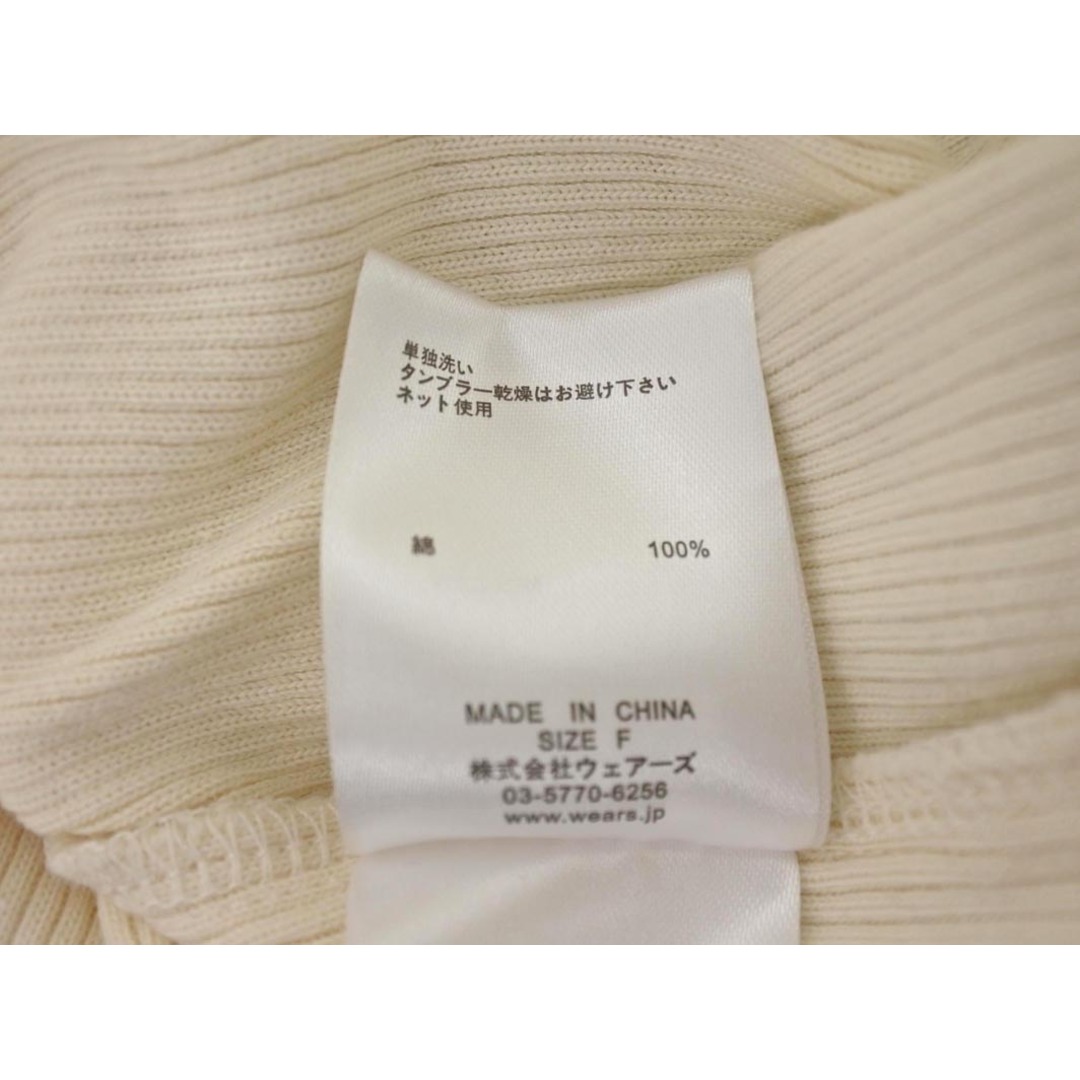 単独洗い
タンブラー乾燥はお避け下さい
ネット使用
綿 100%
MADE IN CHINA
SIZE F
株式会社ウェアーズ
03-5770-6256
www.wears.jp